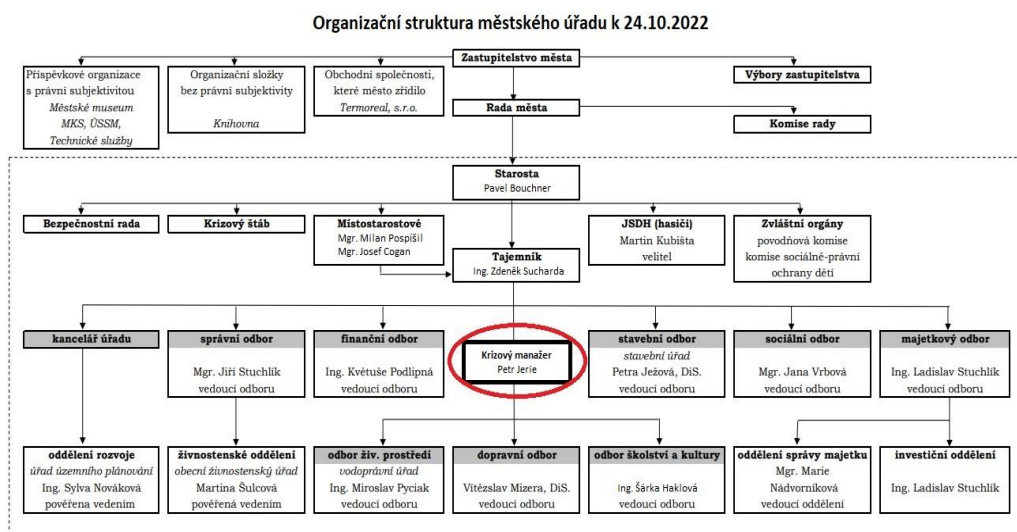 Organizační struktura městského úřadu k 24.10.2022
Zastupitelstvo města
Příspěvkové organizace
s právní subjektivitou
Městské museum
MKS, ÚSSM,
Technické služby
Organizační složky
bez právní subjektivity
Knihovna
Obchodní společnosti,
které město zřídilo
Termoreal, s.r.o.
Výbory zastupitelstva
Rada města
Komise rady
Starosta
Pavel Bouchner
Bezpečnostní rada
Krizový štáb
Místostarostové
Mgr. Milan Pospíšil
Mgr. Josef Cogan
JSDH (hasiči)
Martin Kubišta
velitel
Zvláštní orgány
povodňová komise
komise sociálně-právní
ochrany dětí
Tajemník
Ing. Zdeněk Sucharda
kancelář úřadu
správní odbor
Mgr. Jiří Stuchlík
vedoucí odboru
finanční odbor
Ing. Květuše Podlipná
vedoucí odboru
Krizový manažer
Petr Jerie
stavební odbor
stavební úřad
Petra Ježová, DiS.
vedoucí odboru
sociální odbor
Mgr. Jana Vrbová
vedoucí odboru
majetkový odbor
Ing. Ladislav Stuchlík
vedoucí odboru
oddělení rozvoje
úřad územního plánování
Ing. Sylva Nováková
pověřena vedením
živnostenské oddělení
obecní živnostenský úřad
Martina Šulcová
pověřena vedením
odbor živ. prostředí
vodoprávní úřad
Ing. Miroslav Pyciak
vedoucí odboru
dopravní odbor
Vítězslav Mizera, DiS.
vedoucí odboru
odbor školství a kultury
Ing. Šárka Haklová
vedoucí odboru
oddělení správy majetku
Mgr. Marie
Nádvorníková
vedoucí oddělení
investiční oddělení
Ing. Ladislav Stuchlík